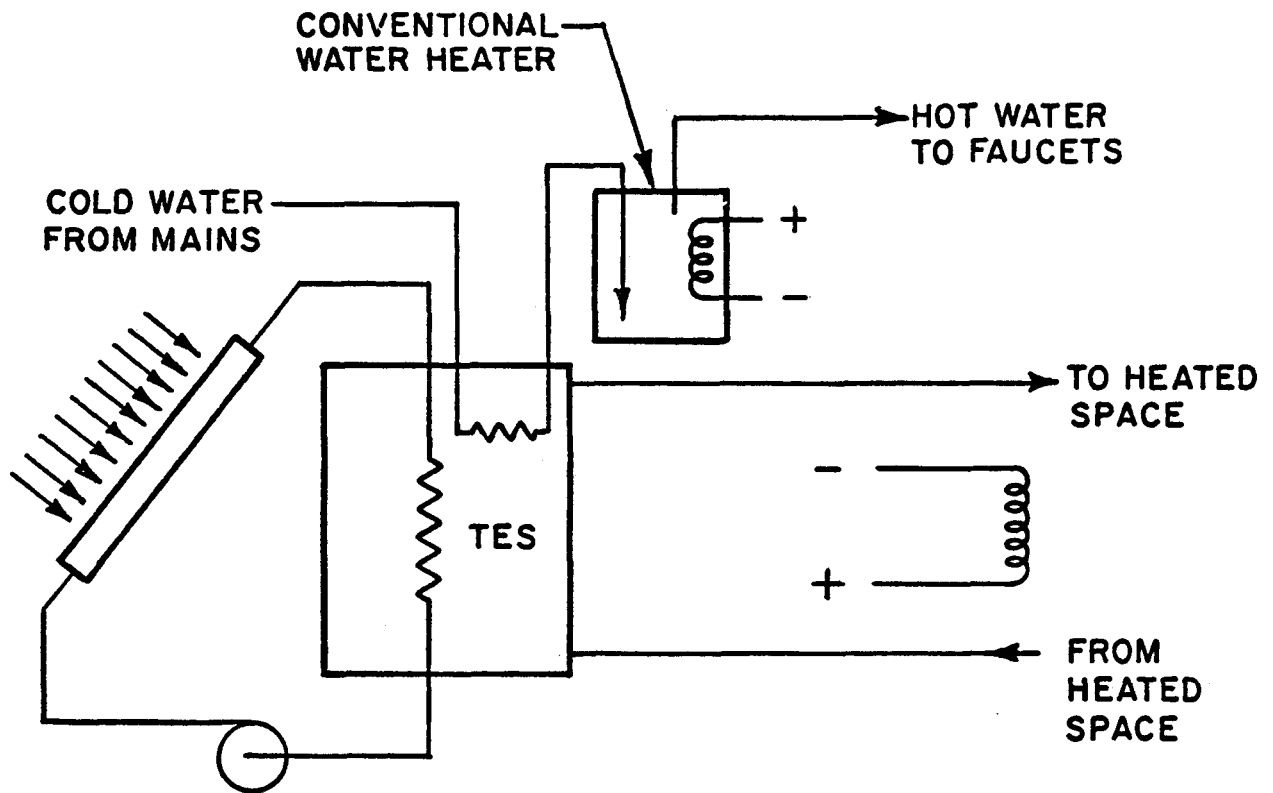 CONVENTIONAL
WATER HEATER
HOT WATER
TO FAUCETS
COLD WATER
FROM MAINS
+
-
TO HEATED
SPACE
-
TES
+
FROM
HEATED
SPACE